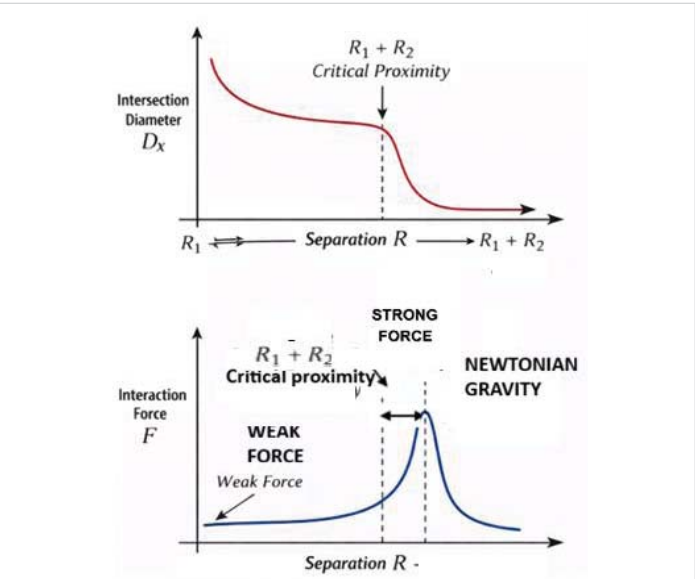 R₁ + R₂
Critical Proximity
Intersection
Diameter
Dₓ
R₁
Separation R
R₁ + R₂
STRONG
FORCE
R₁ + R₂
Critical proximity
NEWTONIAN
GRAVITY
Interaction
Force
F
WEAK
FORCE
Weak Force
Separation R -